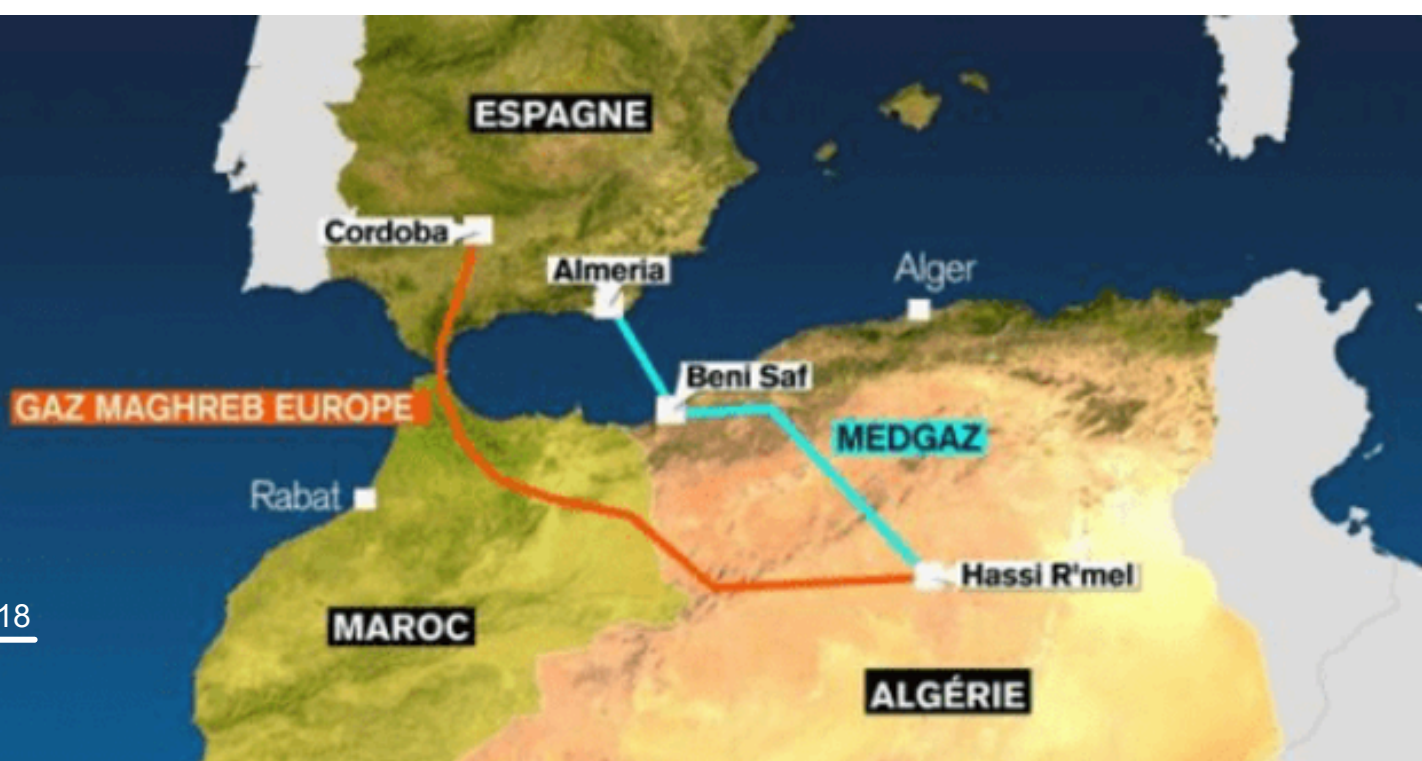 ESPAGNE
Cordoba
Almeria
Alger
Beni Saf
GAZ MAGHREB EUROPE
MEDGAZ
Rabat
Hassi R'mel
18
MAROC
ALGÉRIE